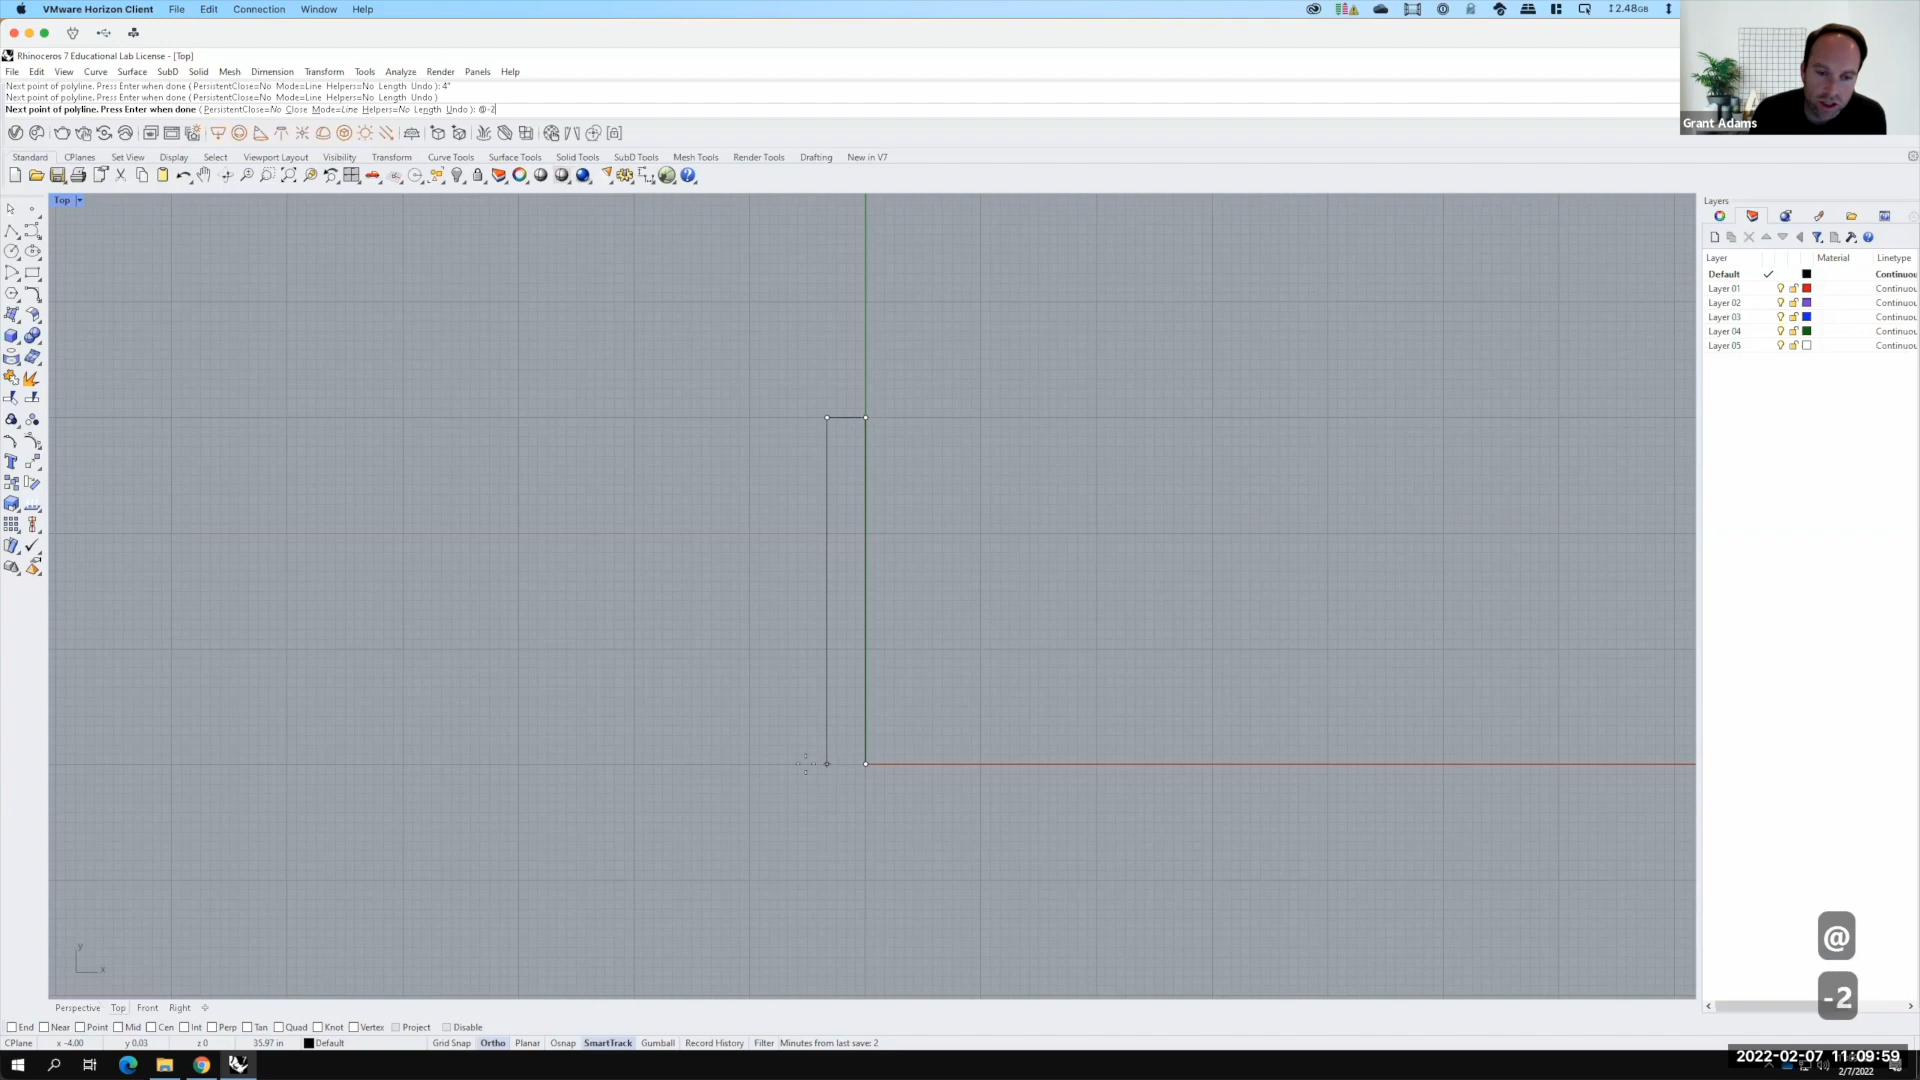 VMware Horizon Client File Edit Connection Window Help 2.48GB
Rhinoceros 7 Educational Lab License - [Top]
File Edit View Curve Surface SubD Solid Mesh Dimension Transform Tools Analyze Render Panels Help
Next point of polyline. Press Enter when done ( PersistentClose=No Mode=Line Helpers=No Length Undo ): 4"
Next point of polyline. Press Enter when done ( PersistentClose=No Mode=Line Helpers=No Length Undo )
Next point of polyline. Press Enter when done ( PersistentClose=No Close Mode=Line Helpers=No Length Undo ): @-2
Grant Adams
Standard CPlanes Set View Display Select Viewport Layout Visibility Transform Curve Tools Surface Tools Solid Tools SubD Tools Mesh Tools Render Tools Drafting New in V7
Top
Layers
Layer Material Linetype
Default Continuou
Layer 01 Continuou
Layer 02 Continuou
Layer 03 Continuou
Layer 04 Continuou
Layer 05 Continuou
y
x
@
-2
Perspective Top Front Right
End Near Point Mid Cen Int Perp Tan Quad Knot Vertex Project Disable
CPlane x -4.00 y 0.03 z 0 35.97 in Default Grid Snap Ortho Planar Osnap SmartTrack Gumball Record History Filter Minutes from last save: 2
2022-02-07 11:09:59
2/7/2022